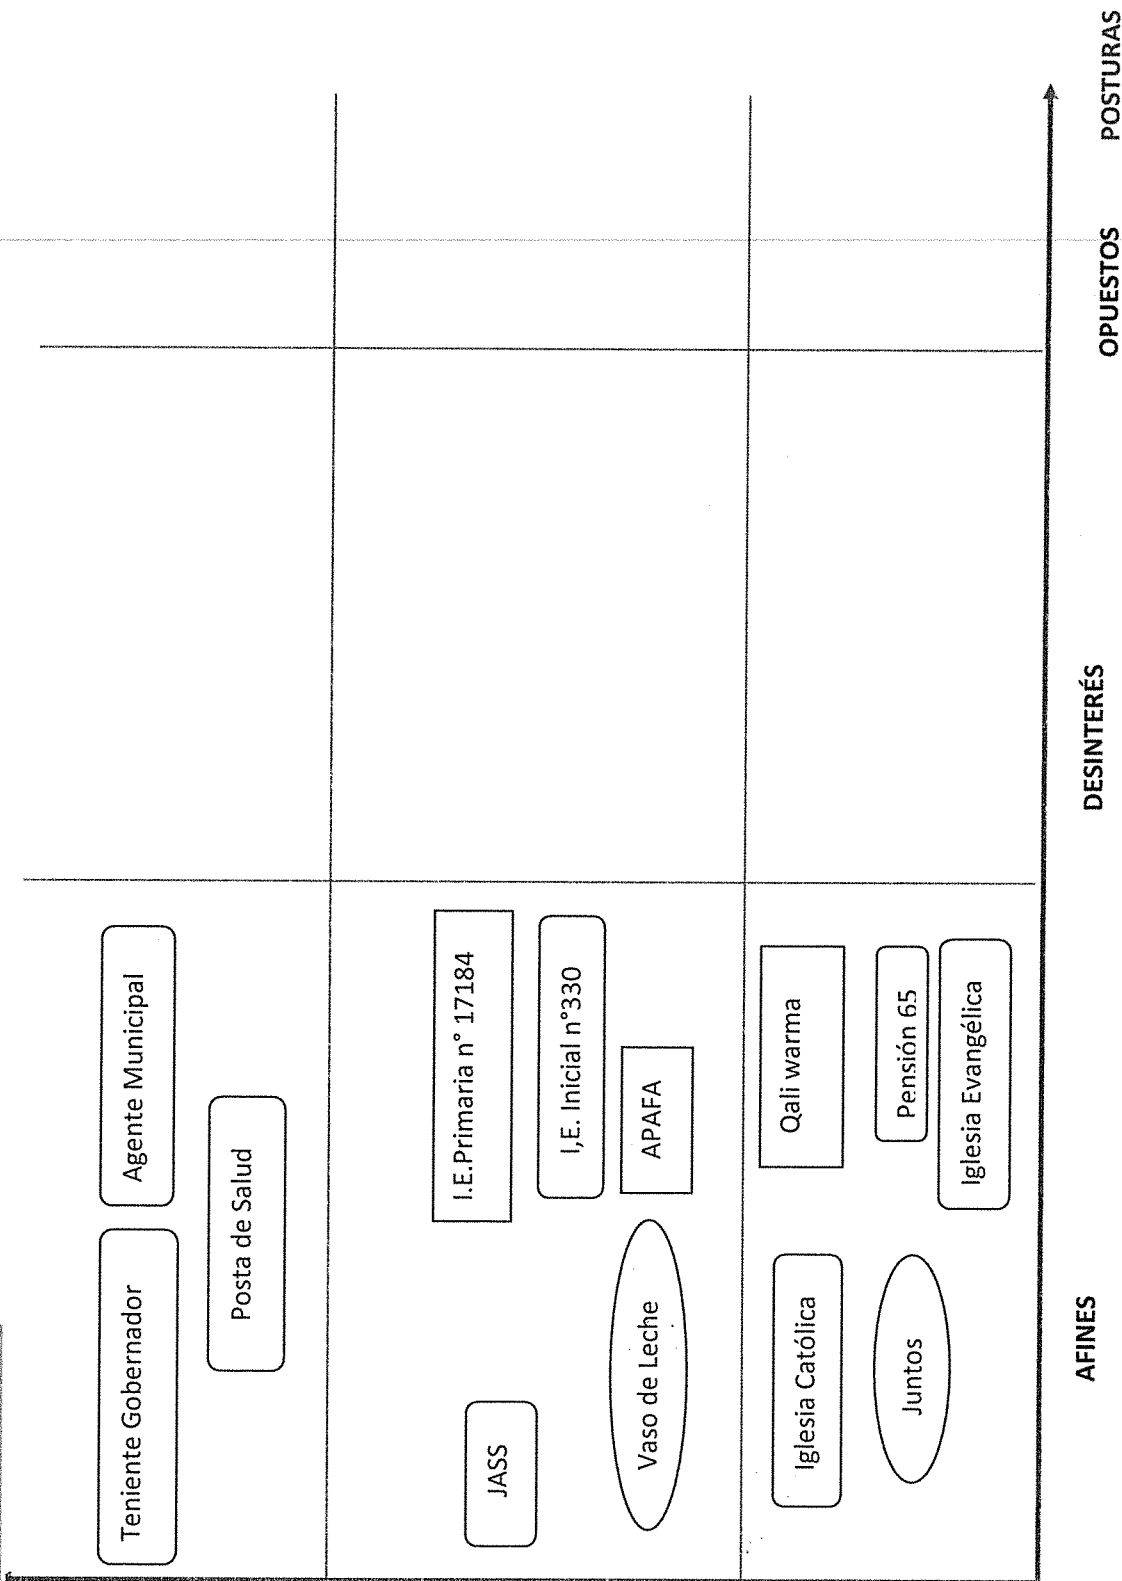 Teniente Gobernador
Agente Municipal
Posta de Salud
I.E.Primaria n° 17184
JASS
I,E. Inicial n°330
Vaso de Leche
APAFA
Qali warma
Iglesia Católica
Pensión 65
Juntos
Iglesia Evangélica
AFINES
DESINTERÉS
OPUESTOS
POSTURAS